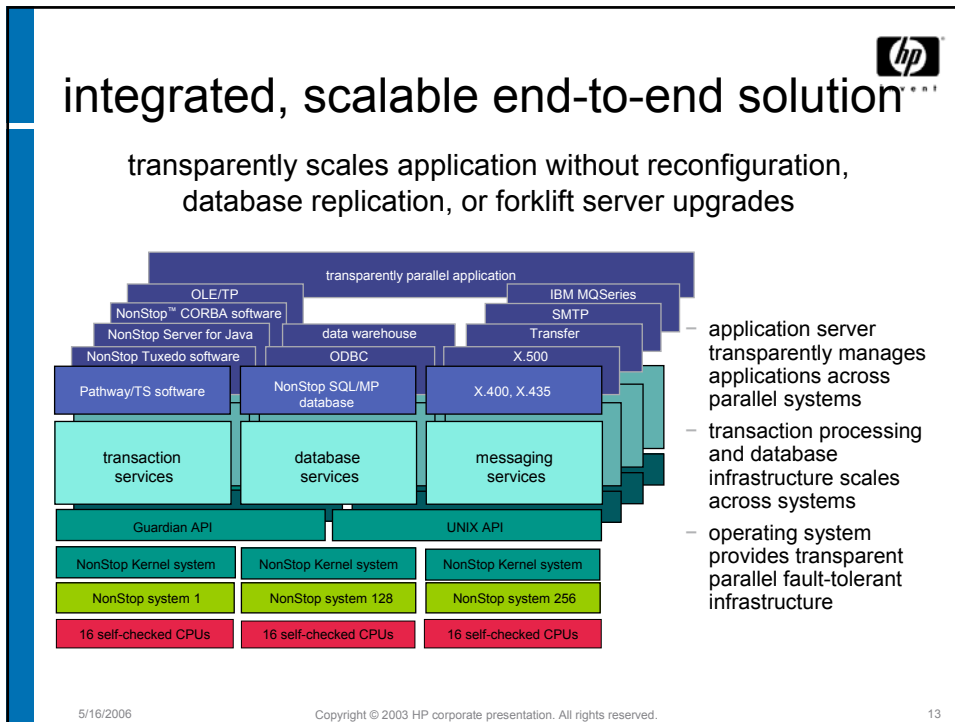 hp
invent
integrated, scalable end-to-end solution
transparently scales application without reconfiguration,
database replication, or forklift server upgrades
transparently parallel application
OLE/TP
IBM MQSeries
NonStop™ CORBA software
SMTP
NonStop Server for Java
data warehouse
Transfer
NonStop Tuxedo software
ODBC
X.500
Pathway/TS software
NonStop SQL/MP
database
X.400, X.435
transaction
services
database
services
messaging
services
Guardian API
UNIX API
NonStop Kernel system
NonStop Kernel system
NonStop Kernel system
NonStop system 1
NonStop system 128
NonStop system 256
16 self-checked CPUs
16 self-checked CPUs
16 self-checked CPUs
– application server
transparently manages
applications across
parallel systems
– transaction processing
and database
infrastructure scales
across systems
– operating system
provides transparent
parallel fault-tolerant
infrastructure
5/16/2006
Copyright © 2003 HP corporate presentation. All rights reserved.
13